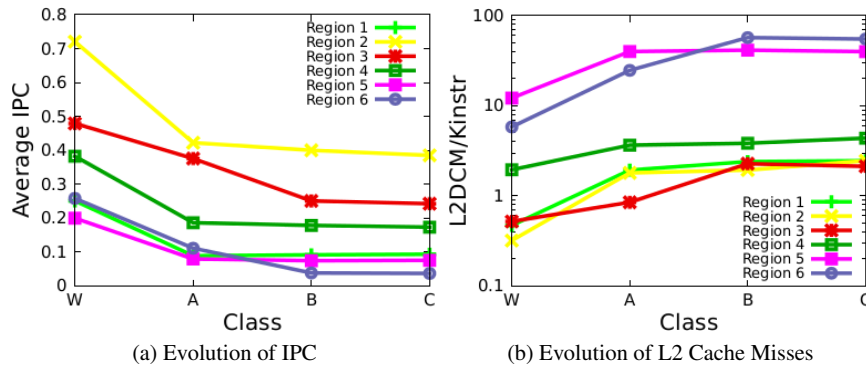 0.8
0.7
0.6
0.5
0.4
0.3
0.2
0.1
0
Average IPC
Region 1
Region 2
Region 3
Region 4
Region 5
Region 6
W A B C
Class
(a) Evolution of IPC
100
10
1
0.1
L2DCM/Kinstr
Region 1
Region 2
Region 3
Region 4
Region 5
Region 6
W A B C
Class
(b) Evolution of L2 Cache Misses